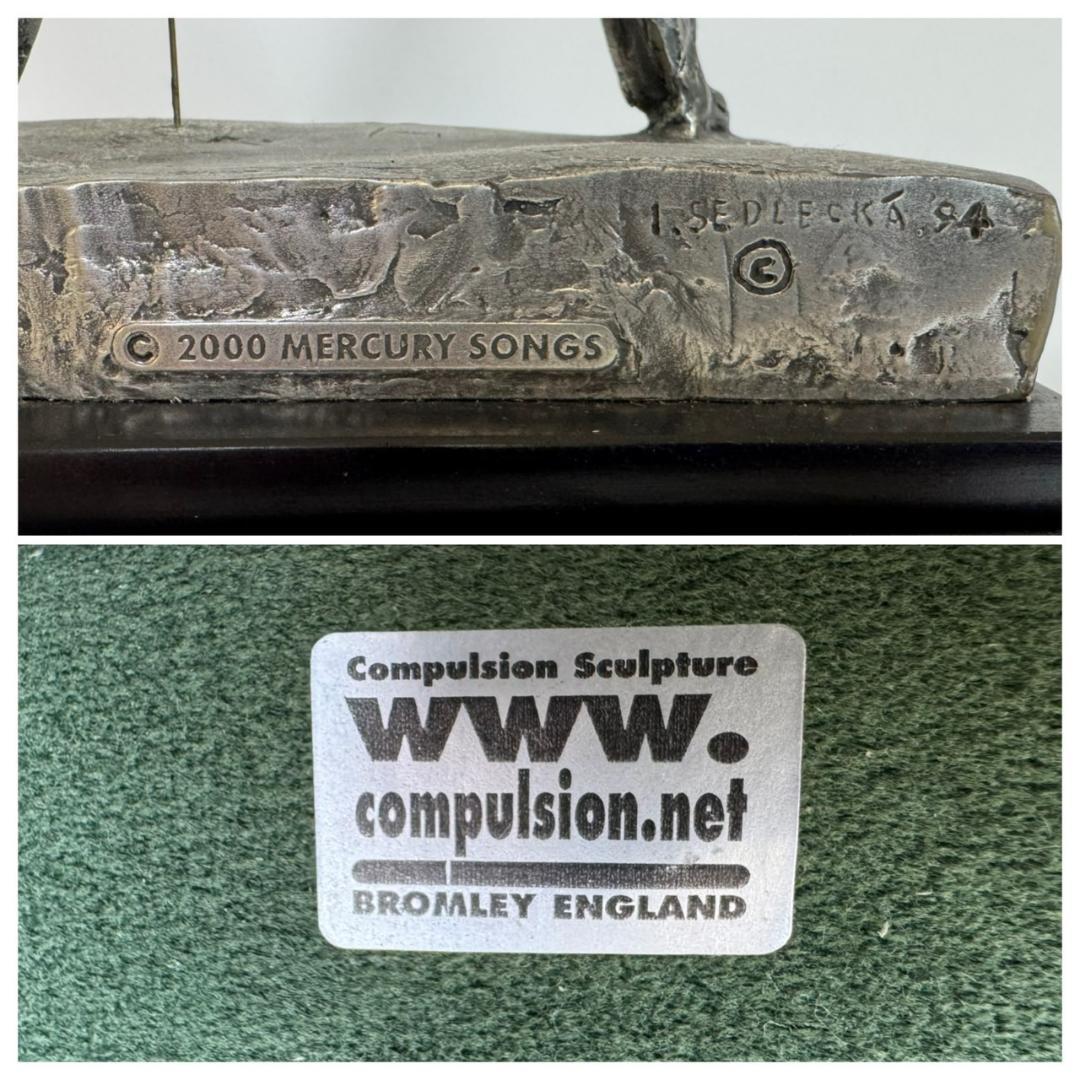 I. SEDLECKÁ. 94
©
© 2000 MERCURY SONGS
Compulsion Sculpture
www.
compulsion.net
BROMLEY ENGLAND